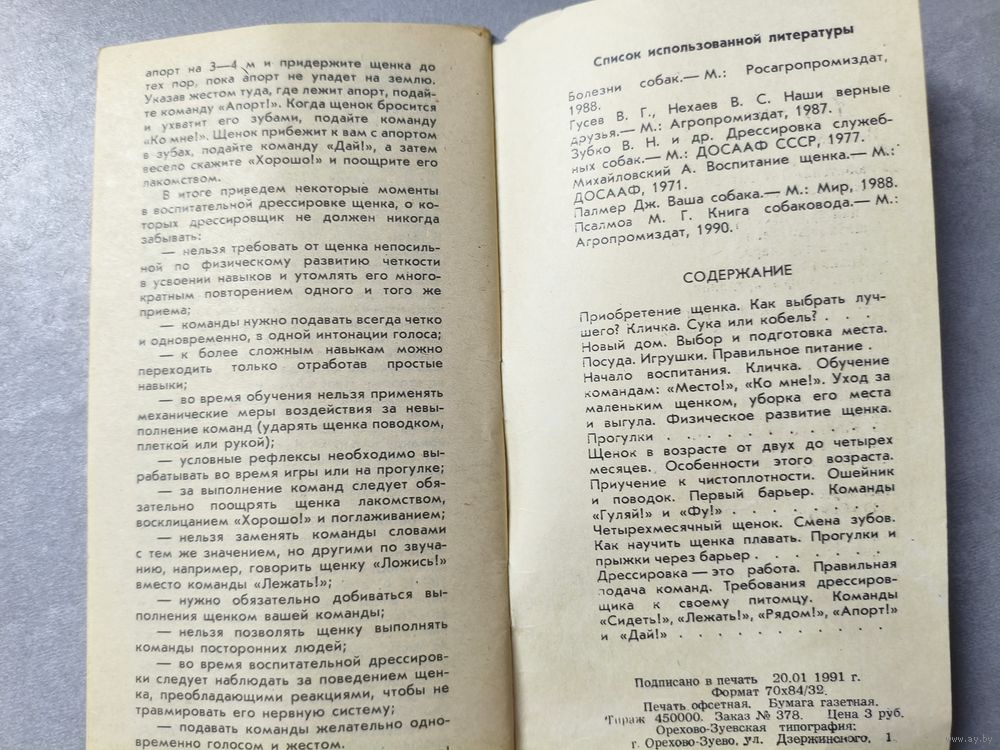 апорт на 3—4 м и придержите щенка до
тех пор, пока апорт не упадет на землю.
Указав жестом туда, где лежит апорт, подай-
те команду «Апорт!». Когда щенок бросится
и ухватит его зубами, подайте команду
«Ко мне!». Щенок прибежит к вам с апортом
в зубах, подайте команду «Дай!», а затем
весело скажите «Хорошо!» и поощрите его
лакомством.
В итоге приведем некоторые моменты
в воспитательной дрессировке щенка, о ко-
торых дрессировщик не должен никогда
забывать:
— нельзя требовать от щенка непосиль-
ной по физическому развитию четкости
в усвоении навыков и утомлять его много-
кратным повторением одного и того же
приема;
— команды нужно подавать всегда четко
и одновременно, в одной интонации голоса;
— к более сложным навыкам можно
переходить только отработав простые
навыки;
— во время обучения нельзя применять
механические меры воздействия за невы-
полнение команд (ударять щенка поводком,
плеткой или рукой);
— условные рефлексы необходимо вы-
рабатывать во время игры или на прогулке;
— за выполнение команд следует обя-
зательно поощрять щенка лакомством,
восклицанием «Хорошо!» и поглаживанием;
— нельзя заменять команды словами
с тем же значением, но другими по звуча-
нию, например, говорить щенку «Ложись!»
вместо команды «Лежать!»;
— нужно обязательно добиваться вы-
полнения щенком вашей команды;
— нельзя позволять щенку выполнять
команды посторонних людей;
— во время воспитательной дрессиров-
ки следует наблюдать за поведением щен-
ка, преобладающими реакциями, чтобы не
травмировать его нервную систему;
— подавать команды желательно одно-
временно голосом и жестом.
Список использованной литературы
Болезни собак.— М.: Росагропромиздат,
1988.
Гусев В. Г., Нехаев В. С. Наши верные
друзья.— М.: Агропромиздат, 1987.
Зубко В. Н. и др. Дрессировка служеб-
ных собак.— М.: ДОСААФ СССР, 1977.
Михайловский А. Воспитание щенка.— М.:
ДОСААФ, 1971.
Палмер Дж. Ваша собака.— М.: Мир, 1988.
Псалмов М. Г. Книга собаковода.— М.:
Агропромиздат, 1990.
СОДЕРЖАНИЕ
Приобретение щенка. Как выбрать луч-
шего? Кличка. Сука или кобель? . . .
Новый дом. Выбор и подготовка места.
Посуда. Игрушки. Правильное питание .
Начало воспитания. Кличка. Обучение
командам: «Место!», «Ко мне!». Уход за
маленьким щенком, уборка его места
и выгула. Физическое развитие щенка.
Прогулки . . . . . . . . . . .
Щенок в возрасте от двух до четырех
месяцев. Особенности этого возраста.
Приучение к чистоплотности. Ошейник
и поводок. Первый барьер. Команды
«Гуляй!» и «Фу!» . . . . . . . .
Четырехмесячный щенок. Смена зубов.
Как научить щенка плавать. Прогулки и
прыжки через барьер . . . . . . .
Дрессировка — это работа. Правильная
подача команд. Требования дрессиров-
щика к своему питомцу. Команды
«Сидеть!», «Лежать!», «Рядом!», «Апорт!»
и «Дай!» . . . . . . . . . .
Подписано в печать 20.01 1991 г.
Формат 70х84/32.
Печать офсетная. Бумага газетная.
Тираж 450000. Заказ № 378. Цена 3 руб.
Орехово-Зуевская типография:
г. Орехово-Зуево, ул. Дзержинского, 1
www.ay.by